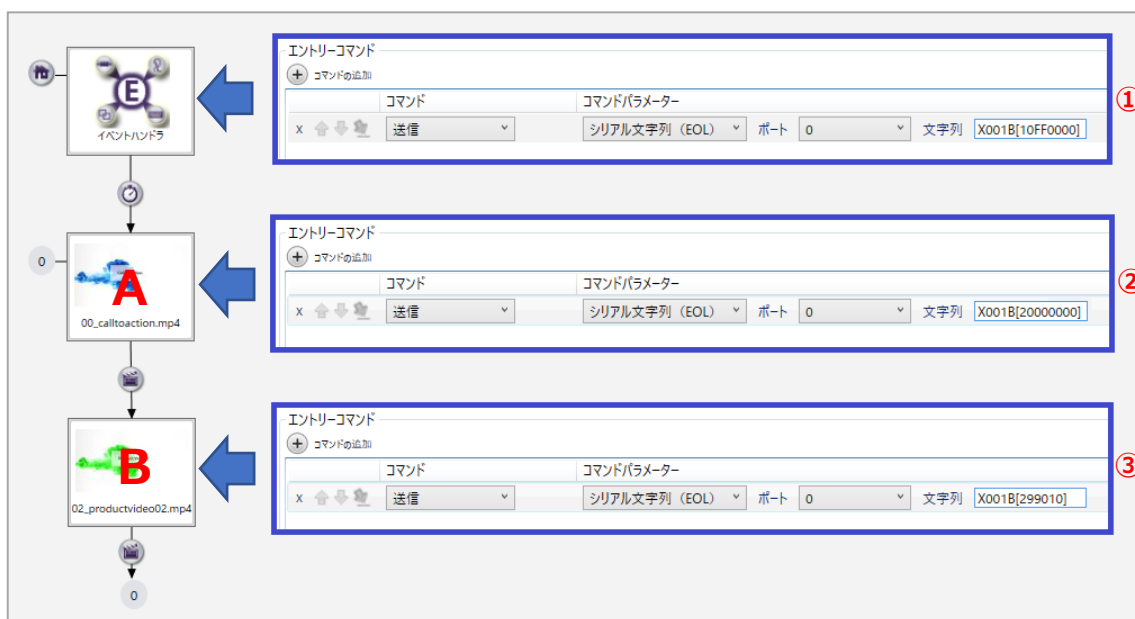 エントリーコマンド
+ コマンドの追加
コマンド コマンドパラメーター
①
x 送信 シリアル文字列 (EOL) ポート 0 文字列 X001B[10FF0000]
E
イベントハンドラ
エントリーコマンド
+ コマンドの追加
0
コマンド コマンドパラメーター
②
A
x 送信 シリアル文字列 (EOL) ポート 0 文字列 X001B[20000000]
00_calltoaction.mp4
エントリーコマンド
+ コマンドの追加
コマンド コマンドパラメーター
③
B
x 送信 シリアル文字列 (EOL) ポート 0 文字列 X001B[299010]
02_productvideo02.mp4
0